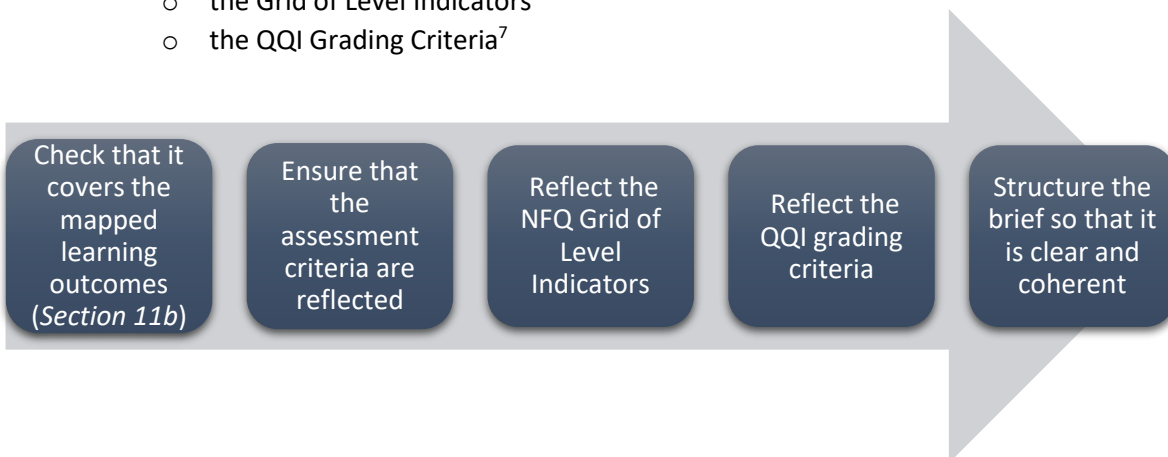 o the Grid of Level Indicators
o the QQI Grading Criteria7
Check that it
covers the
mapped
learning
outcomes
(Section 11b)
Ensure that
the
assessment
criteria are
reflected
Reflect the
NFQ Grid of
Level
Indicators
Reflect the
QQI grading
criteria
Structure the
brief so that it
is clear and
coherent